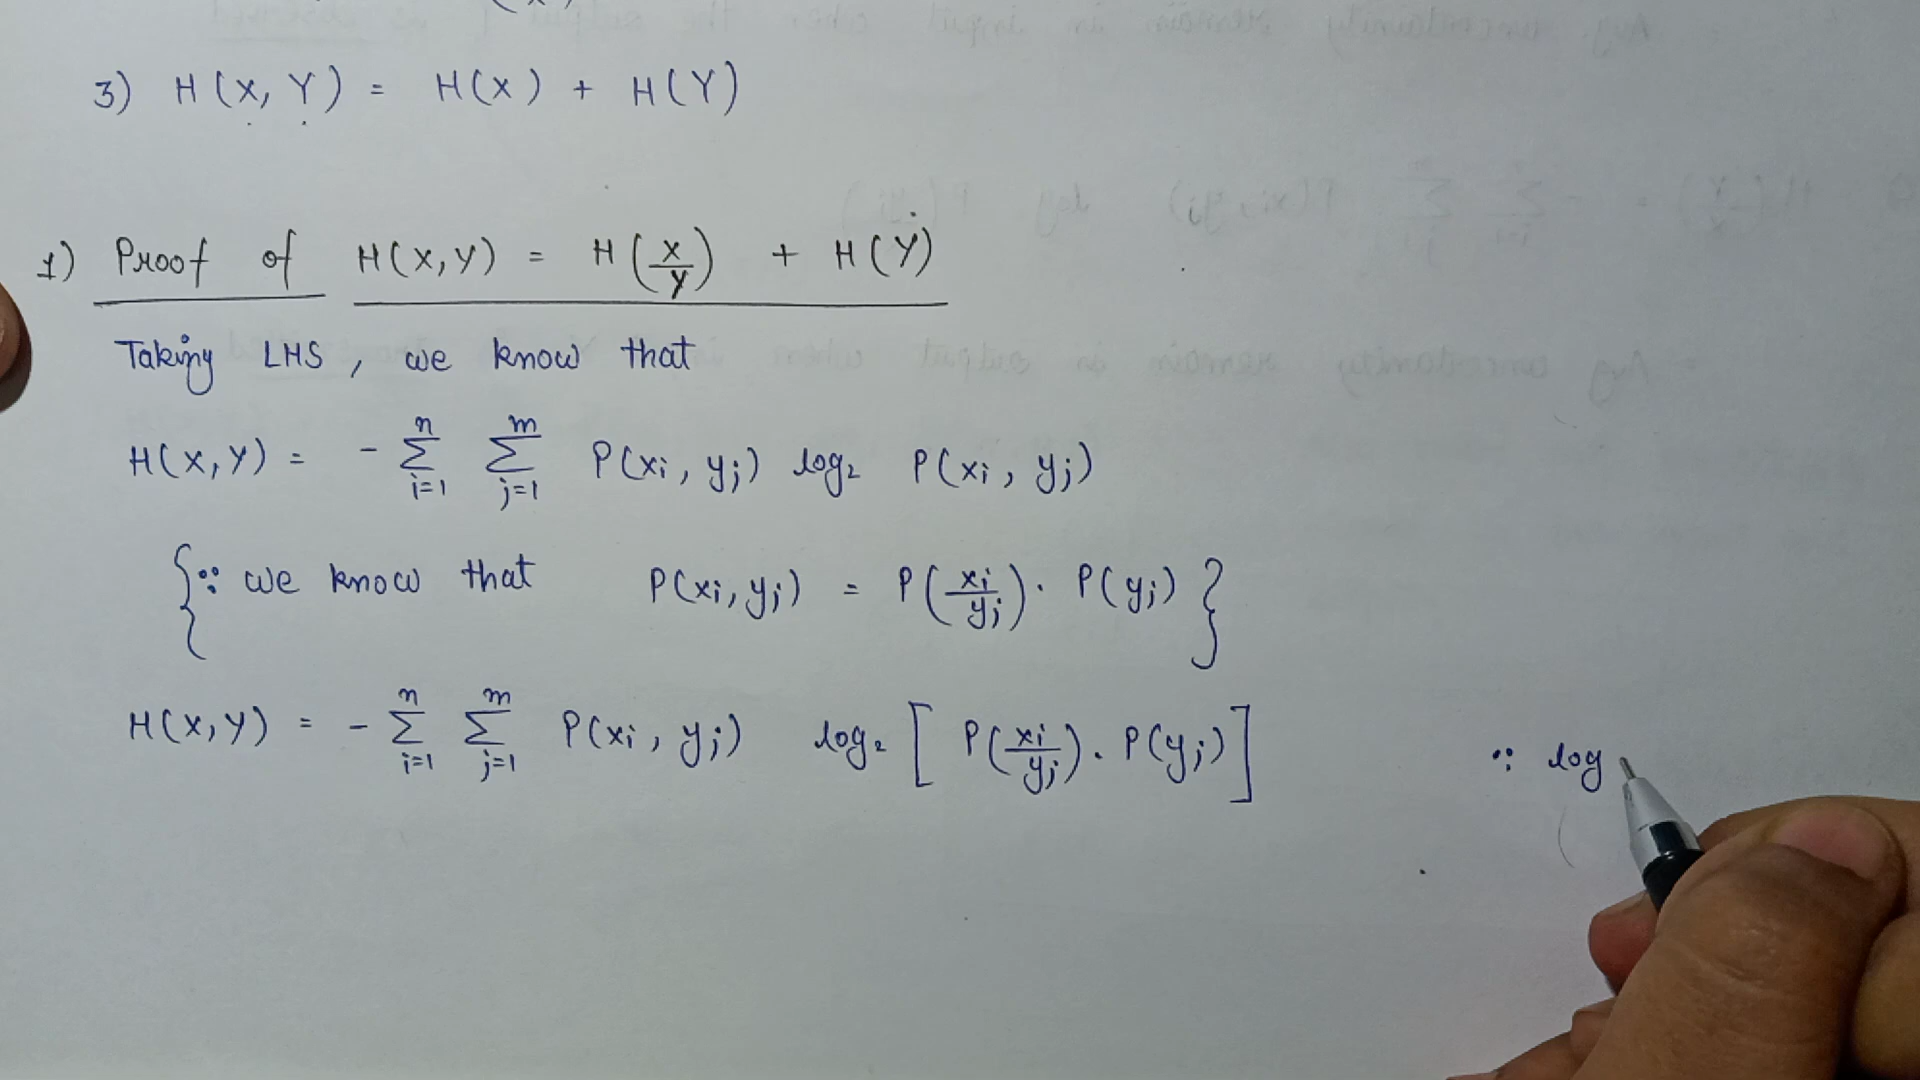 3) H(X, Y) = H(X) + H(Y)
1) Proof of H(X,Y) = H(X/Y) + H(Y)
Taking LHS, we know that
H(X,Y) = - Σ_{i=1}^{n} Σ_{j=1}^{m} P(xi, yj) log₂ P(xi, yj)
{∵ we know that P(xi, yj) = P(xi/yj) · P(yj)}
H(X,Y) = - Σ_{i=1}^{n} Σ_{j=1}^{m} P(xi, yj) log₂ [P(xi/yj) · P(yj)] ∵ log